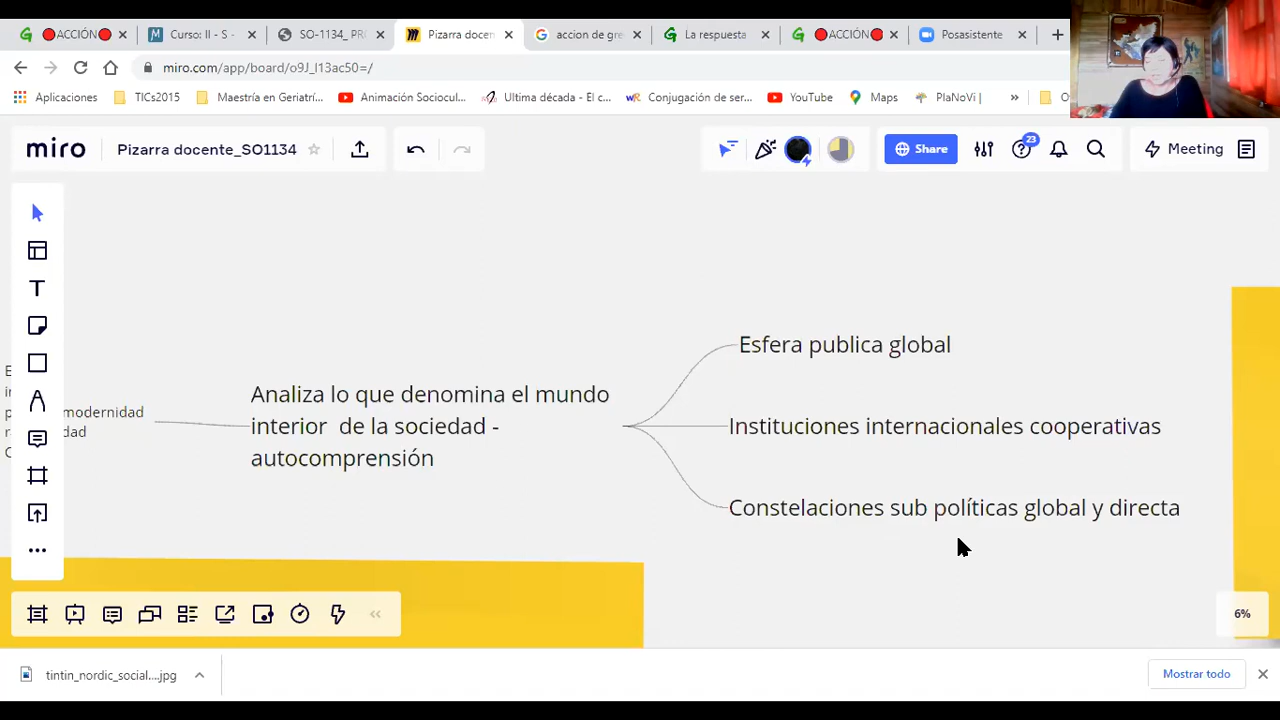 ACCIÓN
Curso: II - S -
SO-1134_ PR
Pizarra docen
accion de gre
La respuesta
ACCIÓN
Posasistente
miro.com/app/board/o9J_l13ac50=/
Aplicaciones
TICs2015
Maestría en Geriatrí...
Animación Sociocul...
Ultima década - El c...
Conjugación de ser...
YouTube
Maps
PlaNoVi |
»
O
miro
Pizarra docente_SO1134
Share
23
Meeting
Esfera publica global
Analiza lo que denomina el mundo
interior de la sociedad -
autocomprensión
modernidad
dad
Instituciones internacionales cooperativas
Constelaciones sub políticas global y directa
6%
tintin_nordic_social....jpg
Mostrar todo